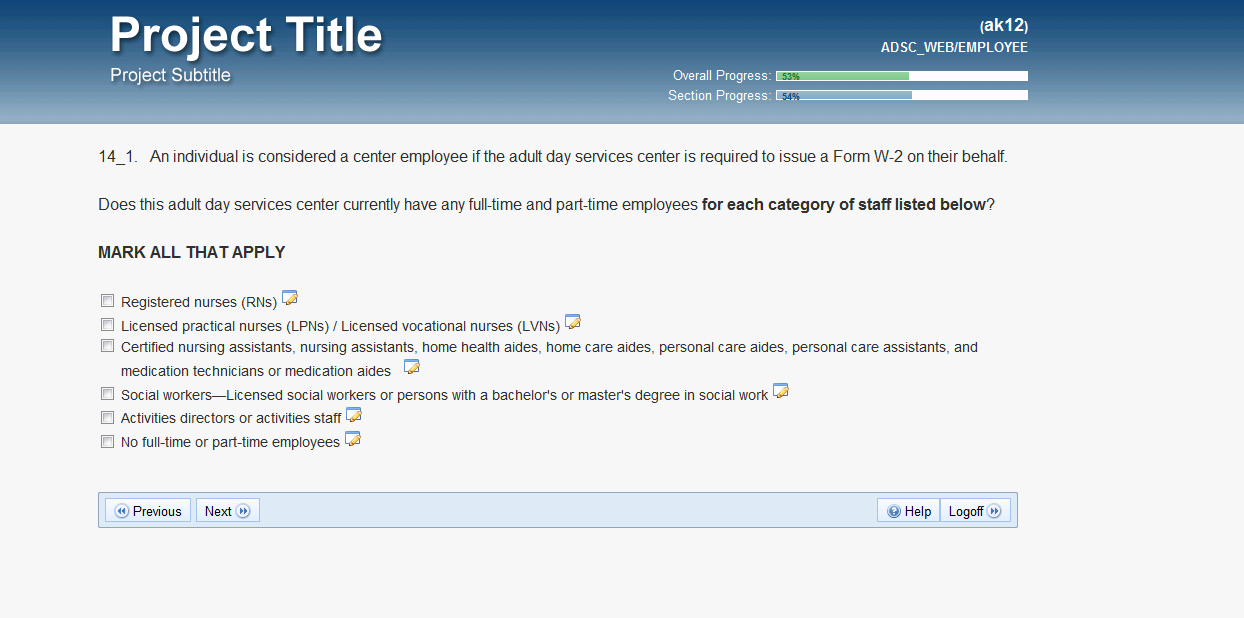 Project Title
Project Subtitle
(ak12)
ADSC_WEB/EMPLOYEE
Overall Progress: 53%
Section Progress: 54%
14_1. An individual is considered a center employee if the adult day services center is required to issue a Form W-2 on their behalf.
Does this adult day services center currently have any full-time and part-time employees for each category of staff listed below?
MARK ALL THAT APPLY
Registered nurses (RNs)
Licensed practical nurses (LPNs) / Licensed vocational nurses (LVNs)
Certified nursing assistants, nursing assistants, home health aides, home care aides, personal care aides, personal care assistants, and
medication technicians or medication aides
Social workers—Licensed social workers or persons with a bachelor's or master's degree in social work
Activities directors or activities staff
No full-time or part-time employees
Previous Next Help Logoff